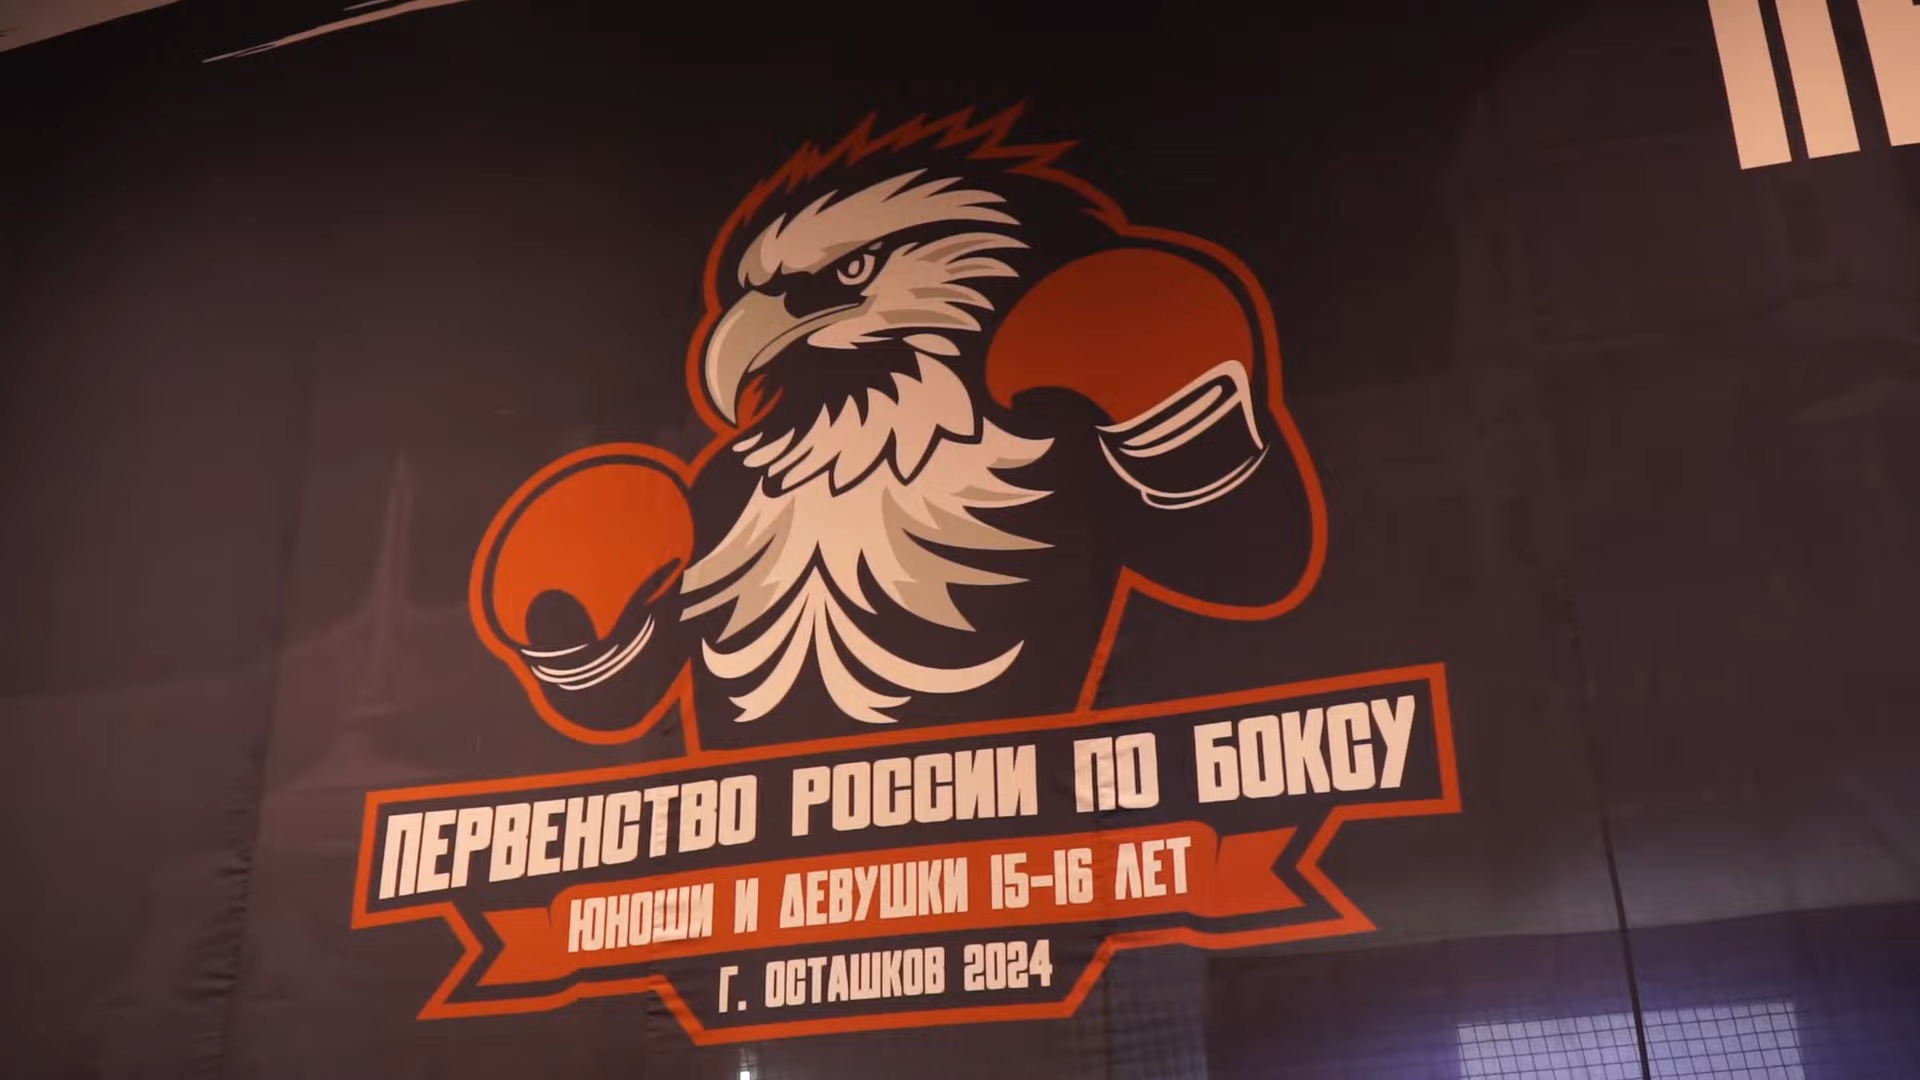 ПЕРВЕНСТВО РОССИИ ПО БОКСУ
ЮНОШИ И ДЕВУШКИ 15-16 ЛЕТ
Г. ОСТАШКОВ 2024